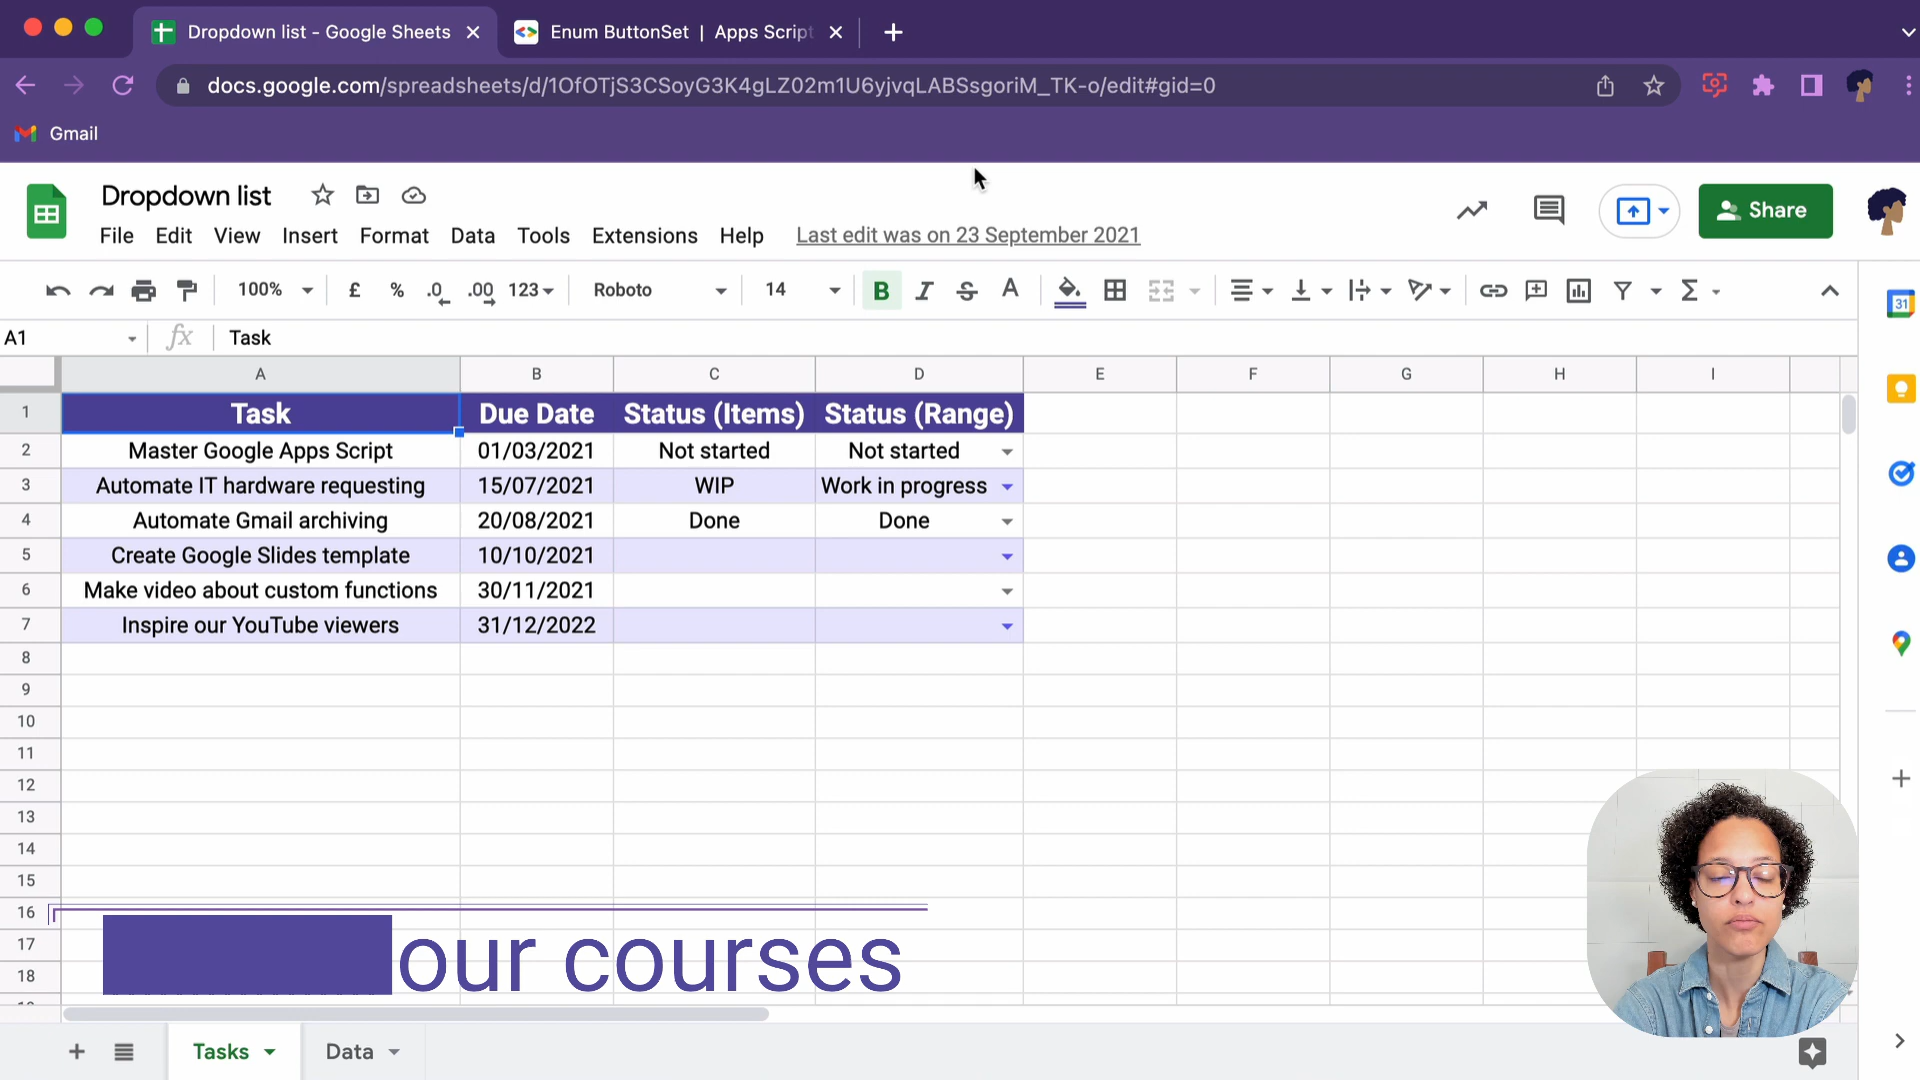 Dropdown list - Google Sheets
Enum ButtonSet | Apps Script
docs.google.com/spreadsheets/d/1OfOTjS3CSoyG3K4gLZ02m1U6yjvqLABSsgoriM_TK-o/edit#gid=0
Gmail
Dropdown list
File Edit View Insert Format Data Tools Extensions Help Last edit was on 23 September 2021
Share
100% £ % .0 .00 123 Roboto 14 B I S A
31
A1 fx Task
A B C D E F G H I
1 Task Due Date Status (Items) Status (Range)
2 Master Google Apps Script 01/03/2021 Not started Not started
3 Automate IT hardware requesting 15/07/2021 WIP Work in progress
4 Automate Gmail archiving 20/08/2021 Done Done
5 Create Google Slides template 10/10/2021
6 Make video about custom functions 30/11/2021
7 Inspire our YouTube viewers 31/12/2022
8
9
10
11
12
13
14
15
16
17
18
our courses
Tasks Data